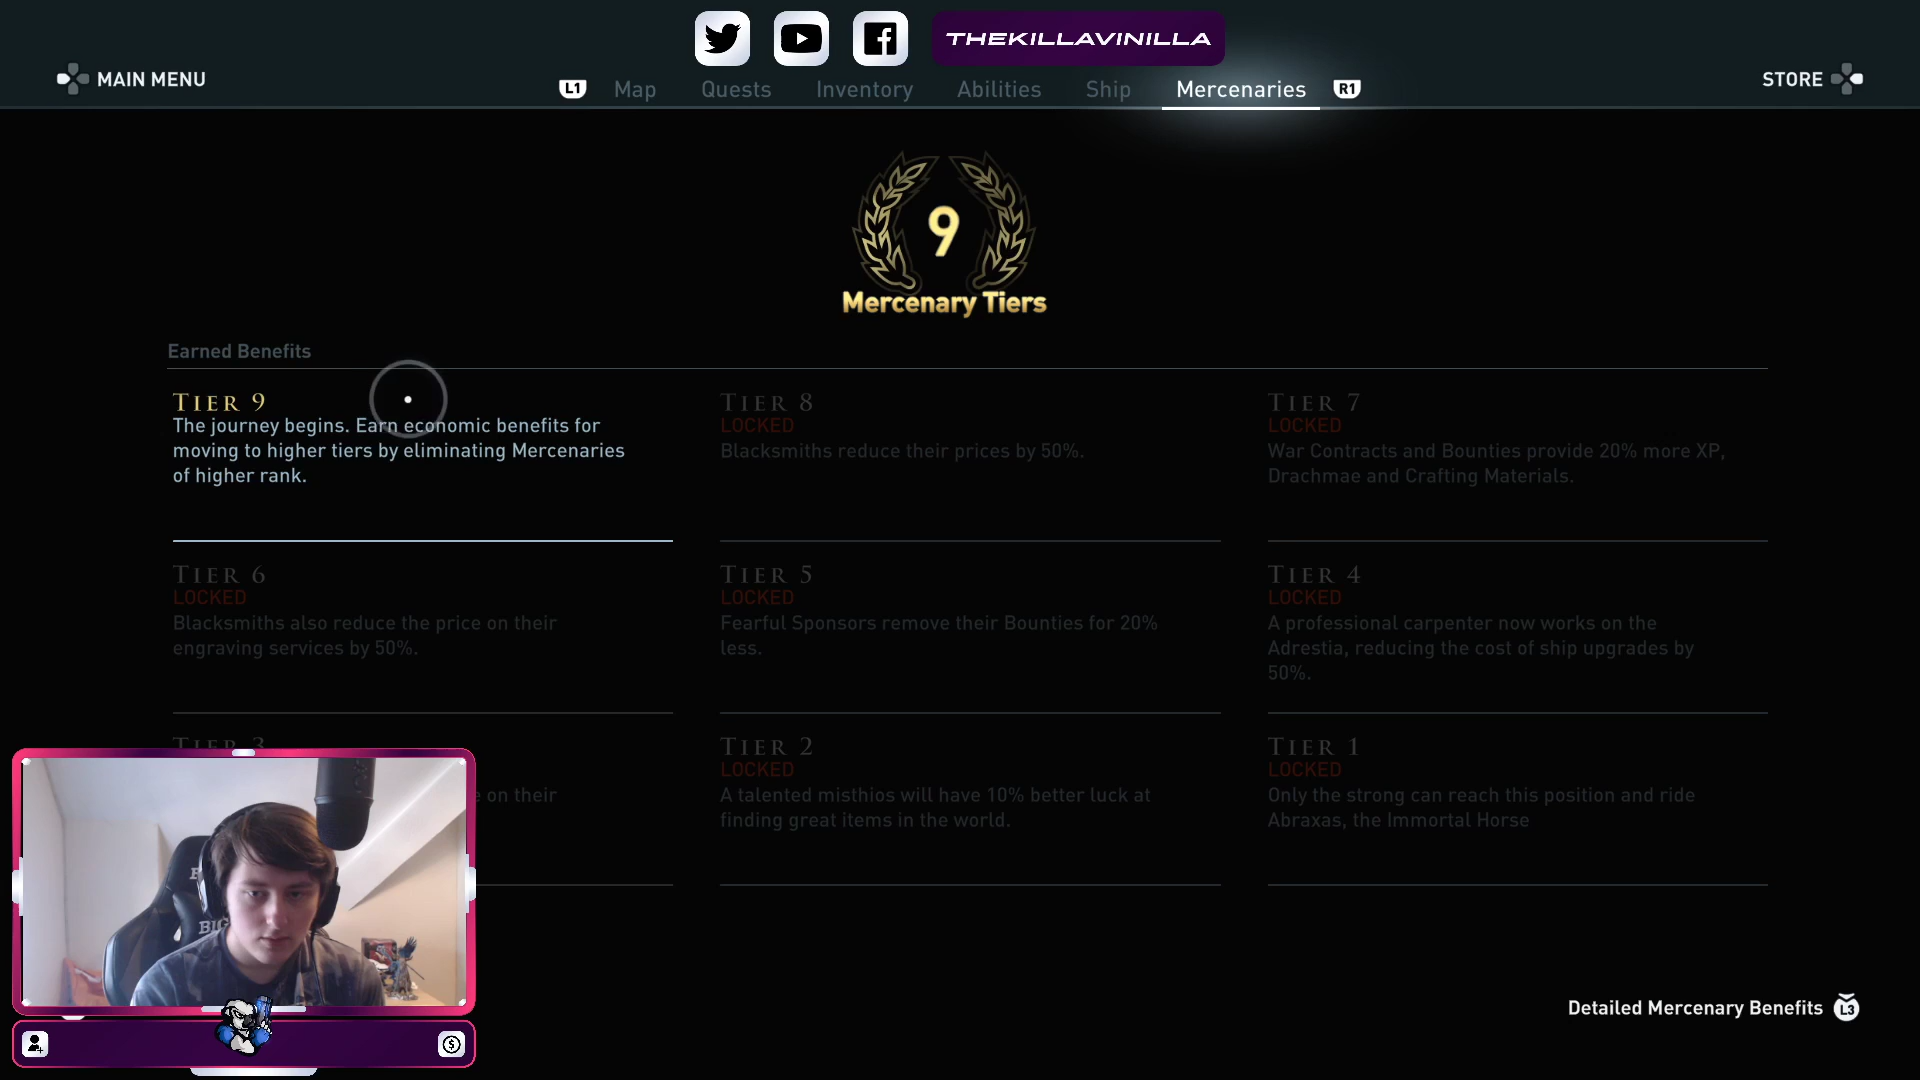 THEKILLAVINILLA
MAIN MENU
L1
Map
Quests
Inventory
Abilities
Ship
Mercenaries
R1
STORE
9
Mercenary Tiers
Earned Benefits
TIER 9
The journey begins. Earn economic benefits for
moving to higher tiers by eliminating Mercenaries
of higher rank.
TIER 8
LOCKED
Blacksmiths reduce their prices by 50%.
TIER 7
LOCKED
War Contracts and Bounties provide 20% more XP,
Drachmae and Crafting Materials.
TIER 6
LOCKED
Blacksmiths also reduce the price on their
engraving services by 50%.
TIER 5
LOCKED
Fearful Sponsors remove their Bounties for 20%
less.
TIER 4
LOCKED
A professional carpenter now works on the
Adrestia, reducing the cost of ship upgrades by
50%.
TIER 3
on their
TIER 2
LOCKED
A talented misthios will have 10% better luck at
finding great items in the world.
TIER 1
LOCKED
Only the strong can reach this position and ride
Abraxas, the Immortal Horse
Detailed Mercenary Benefits
L3